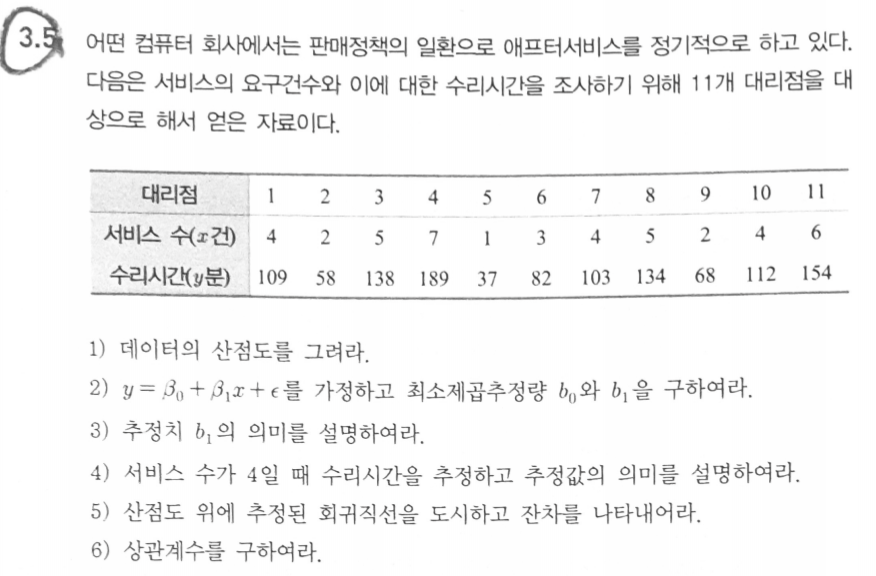 3.5 어떤 컴퓨터 회사에서는 판매정책의 일환으로 애프터서비스를 정기적으로 하고 있다.
다음은 서비스의 요구건수와 이에 대한 수리시간을 조사하기 위해 11개 대리점을 대
상으로 해서 얻은 자료이다.
대리점 1 2 3 4 5 6 7 8 9 10 11
서비스 수(x건) 4 2 5 7 1 3 4 5 2 4 6
수리시간(y분) 109 58 138 189 37 82 103 134 68 112 154
1) 데이터의 산점도를 그려라.
2) y = β₀ + β₁x + ϵ를 가정하고 최소제곱추정량 b₀와 b₁을 구하여라.
3) 추정치 b₁의 의미를 설명하여라.
4) 서비스 수가 4일 때 수리시간을 추정하고 추정값의 의미를 설명하여라.
5) 산점도 위에 추정된 회귀직선을 도시하고 잔차를 나타내어라.
6) 상관계수를 구하여라.